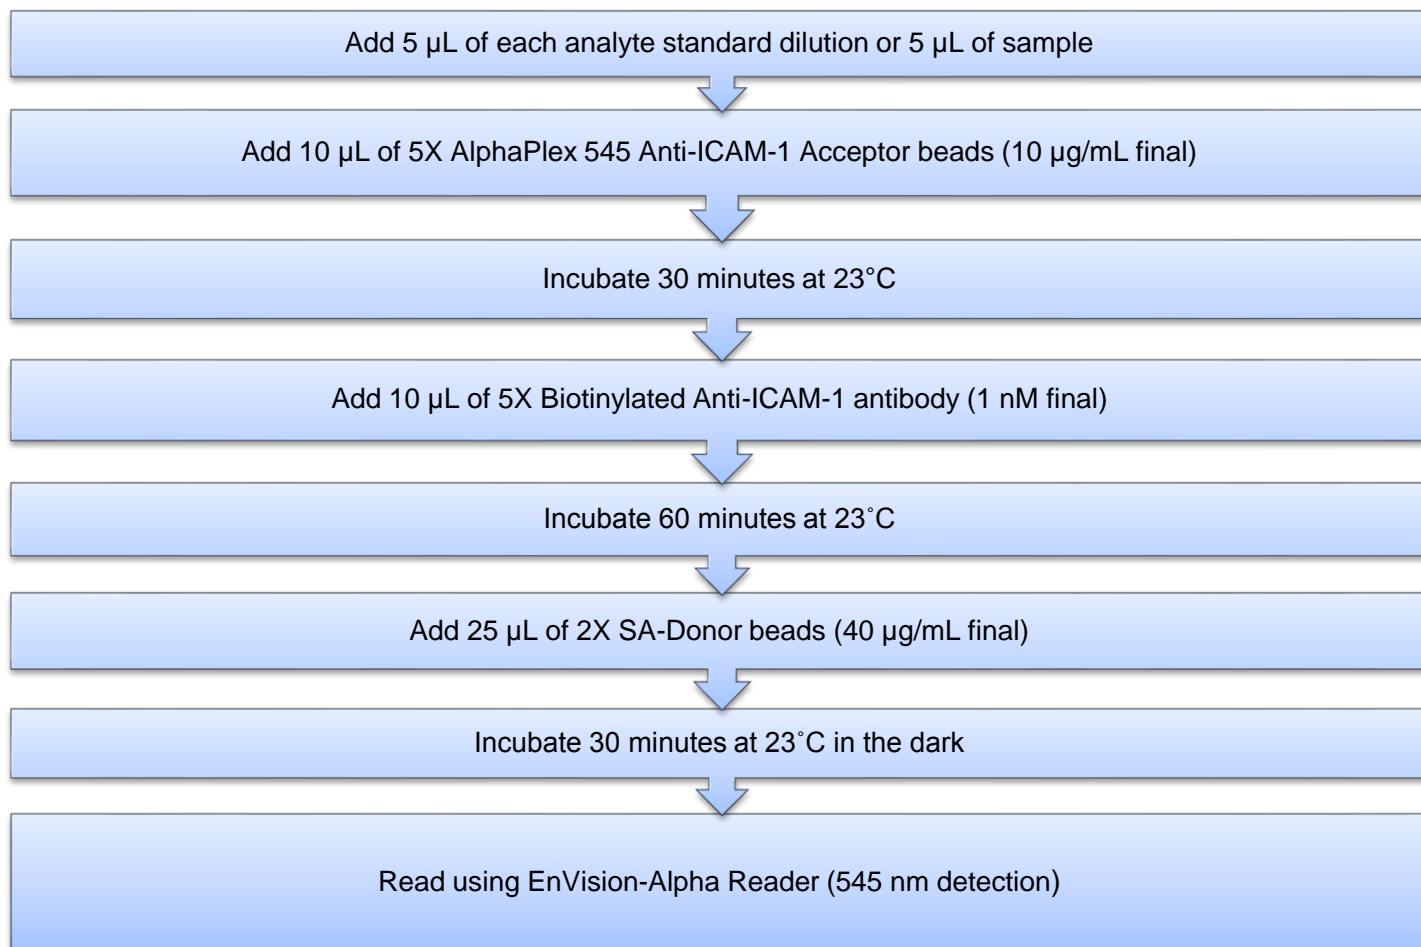 Add 5 µL of each analyte standard dilution or 5 µL of sample
Add 10 µL of 5X AlphaPlex 545 Anti-ICAM-1 Acceptor beads (10 µg/mL final)
Incubate 30 minutes at 23°C
Add 10 µL of 5X Biotinylated Anti-ICAM-1 antibody (1 nM final)
Incubate 60 minutes at 23˚C
Add 25 µL of 2X SA-Donor beads (40 µg/mL final)
Incubate 30 minutes at 23˚C in the dark
Read using EnVision-Alpha Reader (545 nm detection)